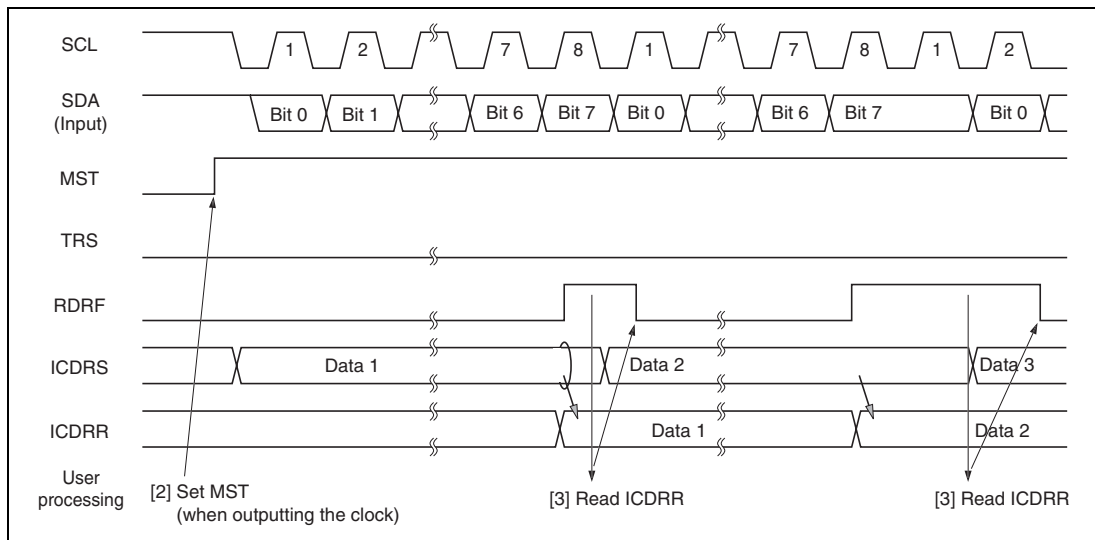 SCL 1 2 7 8 1 7 8 1 2
SDA
(Input)
Bit 0 Bit 1 Bit 6 Bit 7 Bit 0 Bit 6 Bit 7 Bit 0
MST
TRS
RDRF
ICDRS Data 1 Data 2 Data 3
ICDRR Data 1 Data 2
User
processing
[2] Set MST
(when outputting the clock)
[3] Read ICDRR
[3] Read ICDRR